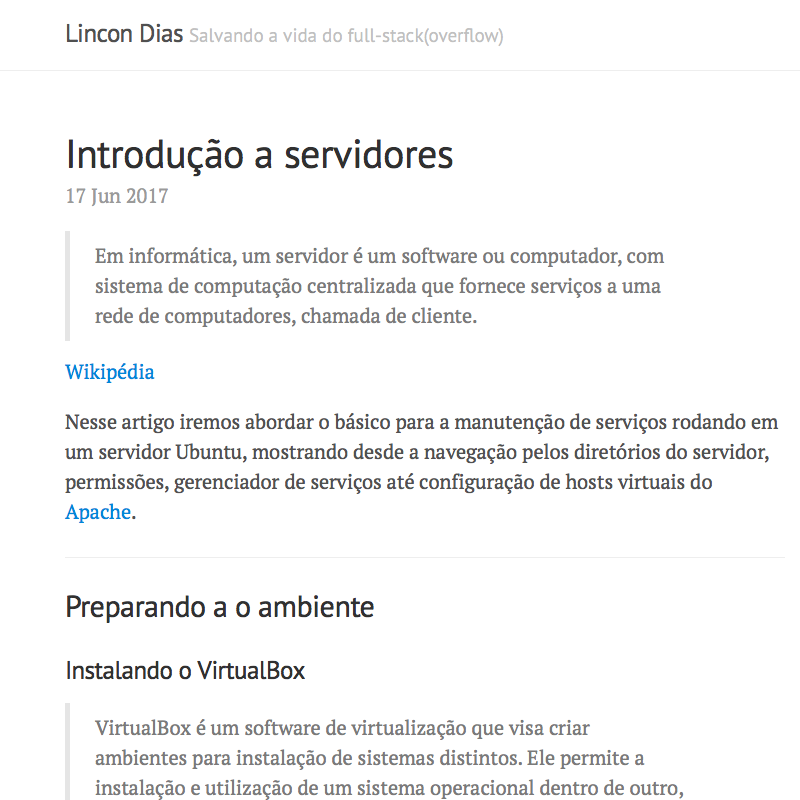 Lincon Dias Salvando a vida do full-stack(overflow)
Introdução a servidores
17 Jun 2017
Em informática, um servidor é um software ou computador, com
sistema de computação centralizada que fornece serviços a uma
rede de computadores, chamada de cliente.
Wikipédia
Nesse artigo iremos abordar o básico para a manutenção de serviços rodando em
um servidor Ubuntu, mostrando desde a navegação pelos diretórios do servidor,
permissões, gerenciador de serviços até configuração de hosts virtuais do
Apache.
Preparando a o ambiente
Instalando o VirtualBox
VirtualBox é um software de virtualização que visa criar
ambientes para instalação de sistemas distintos. Ele permite a
instalação e utilização de um sistema operacional dentro de outro,